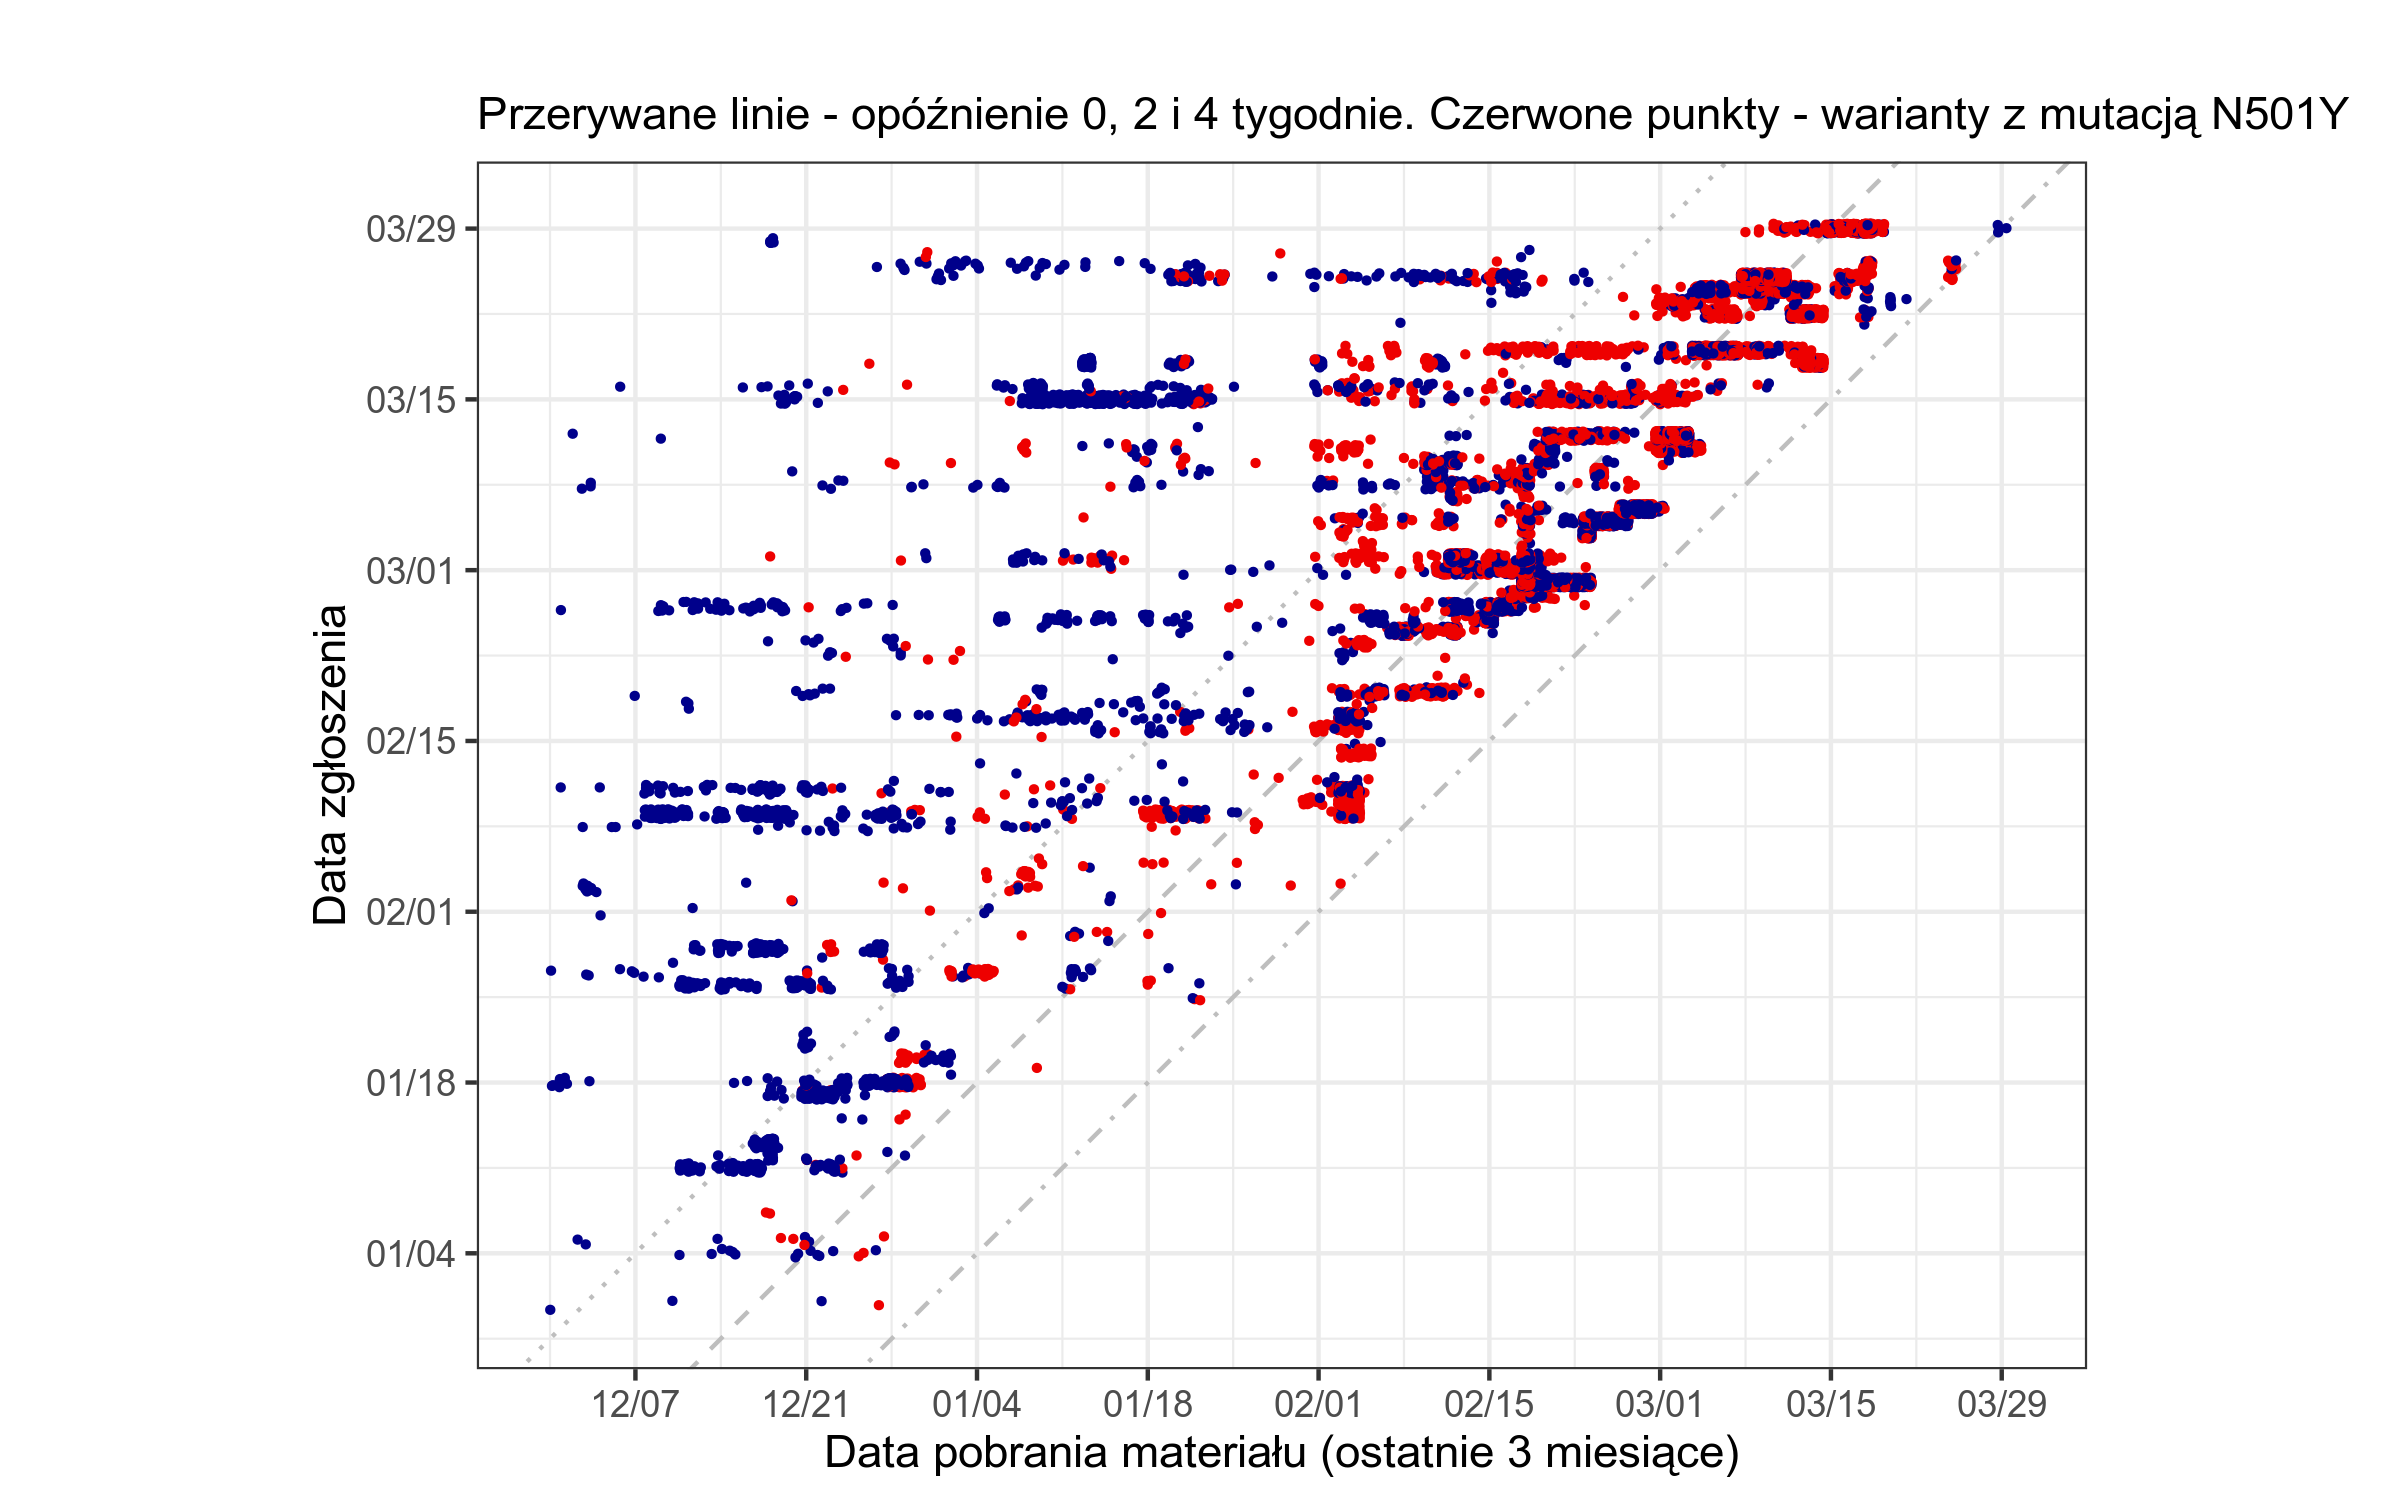 Przerywane linie - opóźnienie 0, 2 i 4 tygodnie. Czerwone punkty - warianty z mutacją N501Y
Data zgłoszenia
03/29
03/15
03/01
02/15
02/01
01/18
01/04
12/07 12/21 01/04 01/18 02/01 02/15 03/01 03/15 03/29
Data pobrania materiału (ostatnie 3 miesiące)